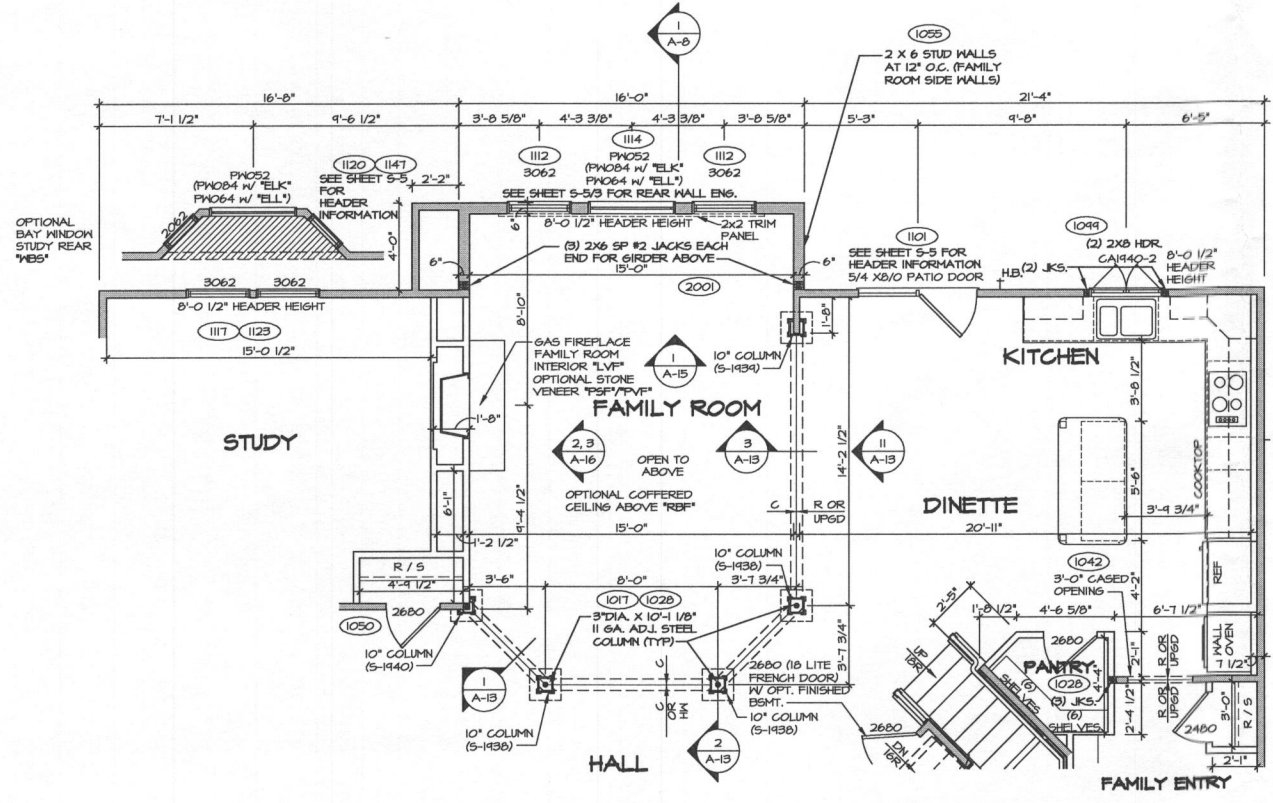 1
A-8
1055
2 X 6 STUD WALLS
AT 12" O.C. (FAMILY
ROOM SIDE WALLS)
16'-8"
16'-0"
21'-4"
7'-1 1/2"
9'-6 1/2"
3'-8 5/8"
4'-3 3/8"
4'-3 3/8"
3'-8 5/8"
5'-3"
9'-8"
6'-5"
1120
1147
SEE SHEET S-5
FOR
HEADER
INFORMATION
PW052
(PW084 W/ "ELK"
PW064 W/ "ELL")
2062
OPTIONAL
BAY WINDOW
STUDY REAR
"WBS"
2'-2"
4'-0"
1112
3062
1114
PW052
(PW084 W/ "ELK"
PW064 W/ "ELL")
1112
3062
SEE SHEET S-5/3 FOR REAR WALL ENG.
6"
8'-0 1/2" HEADER HEIGHT
2x2 TRIM
PANEL
(3) 2X6 SP #2 JACKS EACH
END FOR GIRDER ABOVE
6"
15'-0"
6"
2001
1101
SEE SHEET S-5 FOR
HEADER INFORMATION
5/4 X8/0 PATIO DOOR
1099
(2) 2X8 HDR.
CA1940-2
H.B.
(2) JKS.
8'-0 1/2"
HEADER
HEIGHT
3062
3062
8'-0 1/2" HEADER HEIGHT
1117
1123
15'-0 1/2"
8'-10"
GAS FIREPLACE
FAMILY ROOM
INTERIOR "LVF"
OPTIONAL STONE
VENEER "PSF"/"PVF"
1'-8"
1
A-15
10" COLUMN
(S-1939)
1'-8"
KITCHEN
3'-8 1/2"
FAMILY ROOM
STUDY
2, 3
A-16
OPEN TO
ABOVE
3
A-13
14'-2 1/2"
11
A-13
COOKTOP
5'-6"
3'-9 3/4"
OPTIONAL COFFERED
CEILING ABOVE "RBF"
C
R OR
UPGD
DINETTE
20'-11"
6'-1"
9'-4 1/2"
1'-2 1/2"
15'-0"
R / S
4'-9 1/2"
3'-6"
8'-0"
3'-7 3/4"
10" COLUMN
(S-1938)
1042
3'-0" CASED
OPENING
4'-2"
REF
2680
1050
10" COLUMN
(S-1940)
1017
1028
3"DIA. X 10'-1 1/8"
11 GA. ADJ. STEEL
COLUMN (TYP)
3'-7 3/4"
2'-5"
1'-8 1/2"
4'-6 5/8"
6'-7 1/2"
WALL
OVEN
7 1/2"
UP
16R
2680
PANTRY
1028
(3) JKS.
(6)
SHELVES
(6)
SHELVES
4'-4"
2'-1"
2'-4 1/2"
R OR
UPGD
R OR
UPGD
2680 (18 LITE
FRENCH DOOR)
W/ OPT. FINISHED
BSMT.
1
A-13
C
C
OR
HW
10" COLUMN
(S-1938)
10" COLUMN
(S-1938)
2
A-13
2680
DN
16R
3'-0"
R / S
2480
2'-1"
HALL
FAMILY ENTRY